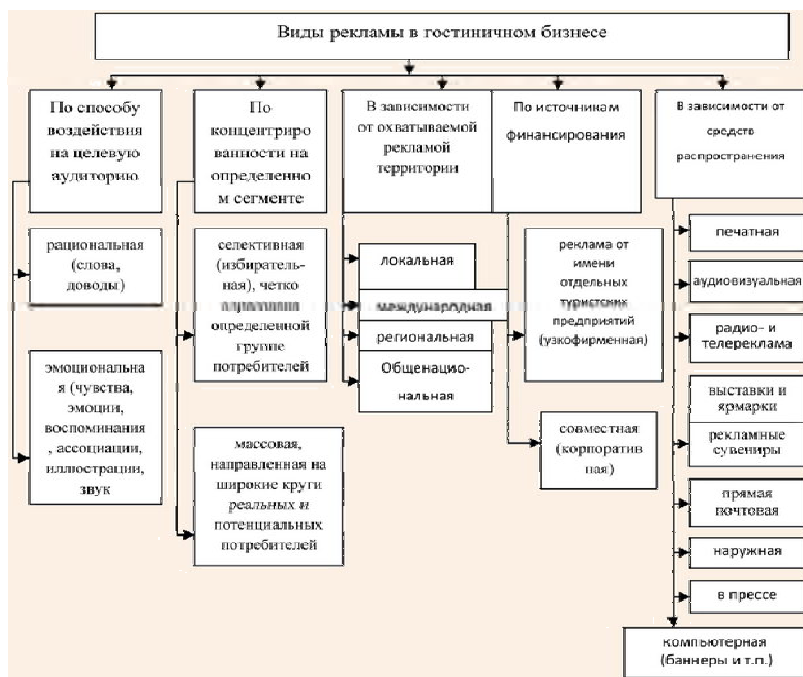 Виды рекламы в гостиничном бизнесе
По способу
воздействия
на целевую
аудиторию
рациональная
(слова,
доводы)
эмоциональна
я (чувства,
эмоции,
воспоминания
, ассоциации,
иллюстрации,
звук
По
концентриро
ванности на
определенно
м сегменте
селективная
(избиратель-
ная), четко
определенной
группе
потребителей
массовая,
направленная на
широкие круги
реальных и
потенциальных
потребителей
В зависимости
от охватываемой
рекламой
территории
локальная
международная
региональная
Общенацио-
нальная
По источникам
финансирования
реклама от
имени
отдельных
туристских
предприятий
(узкофирменная)
совместная
(корпоратив
ная)
В зависимости от
средств
распространения
печатная
аудиовизуальная
радио- и
телереклама
выставки и
ярмарки
рекламные
сувениры
прямая
почтовая
наружная
в прессе
компьютерная
(баннеры и т.п.)